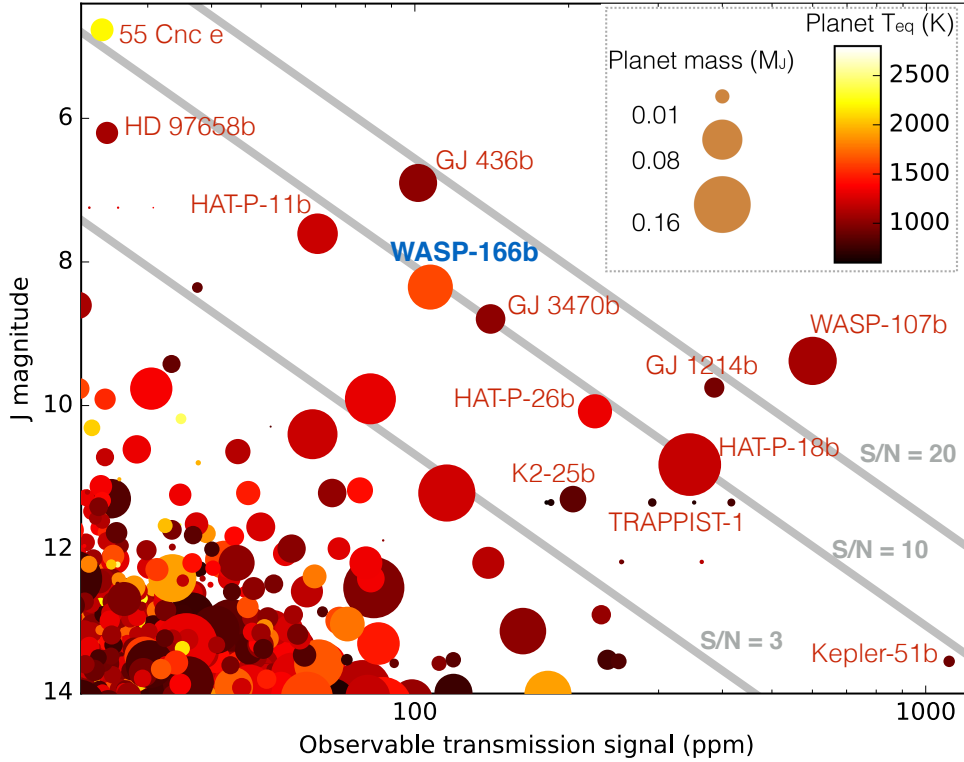 55 Cnc e
HD 97658b
GJ 436b
HAT-P-11b
WASP-166b
GJ 3470b
WASP-107b
GJ 1214b
HAT-P-26b
HAT-P-18b
K2-25b
TRAPPIST-1
Kepler-51b
S/N = 20
S/N = 10
S/N = 3
Planet mass (MJ)
0.01
0.08
0.16
Planet Teq (K)
2500
2000
1500
1000
J magnitude
6
8
10
12
14
100
1000
Observable transmission signal (ppm)